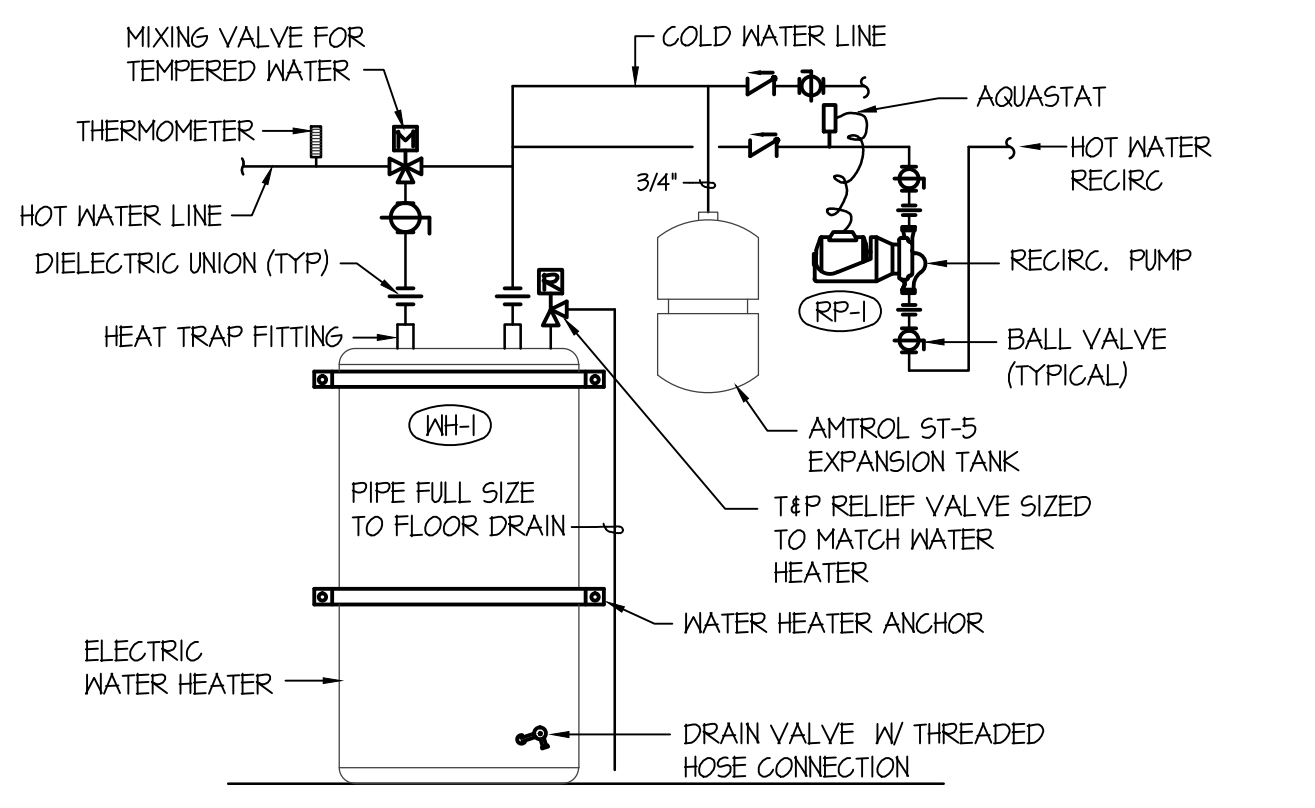 MIXING VALVE FOR
TEMPERED WATER
COLD WATER LINE
AQUASTAT
THERMOMETER
M
HOT WATER
RECIRC
3/4"
HOT WATER LINE
DIELECTRIC UNION (TYP)
RECIRC. PUMP
R
RP-1
HEAT TRAP FITTING
BALL VALVE
(TYPICAL)
WH-1
AMTROL ST-5
EXPANSION TANK
PIPE FULL SIZE
TO FLOOR DRAIN
T&P RELIEF VALVE SIZED
TO MATCH WATER
HEATER
WATER HEATER ANCHOR
ELECTRIC
WATER HEATER
DRAIN VALVE W/ THREADED
HOSE CONNECTION